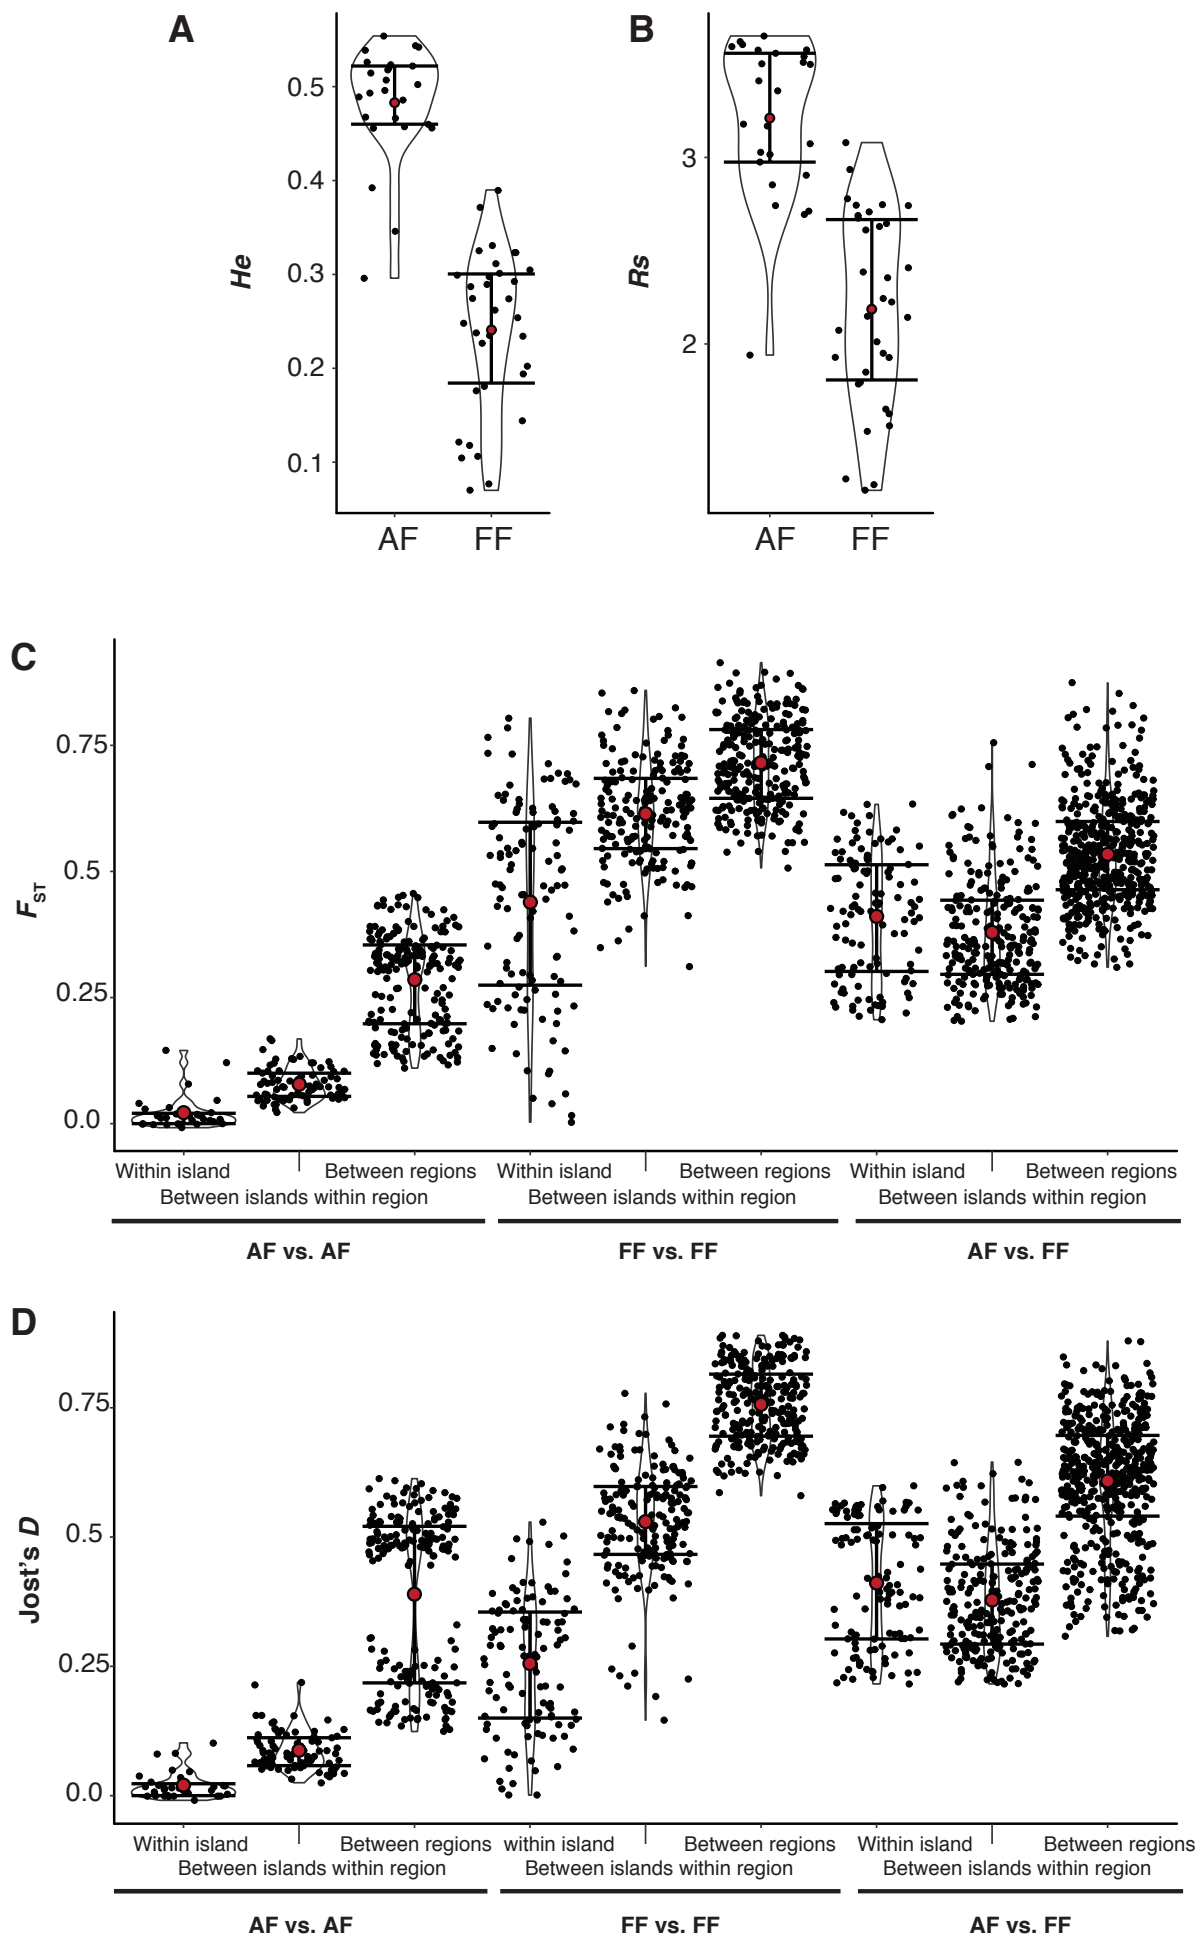 A
B
0.5
0.4
0.3
0.2
0.1
He
AF
FF
3
2
Rs
AF
FF
C
0.75
0.5
0.25
0.0
FST
Within island
Between regions
Within island
Between regions
Within island
Between regions
Between islands within region
Between islands within region
Between islands within region
AF vs. AF
FF vs. FF
AF vs. FF
D
0.75
0.5
0.25
0.0
Jost's D
Within island
Between regions
within island
Between regions
Within island
Between regions
Between islands within region
Between islands within region
Between islands within region
AF vs. AF
FF vs. FF
AF vs. FF